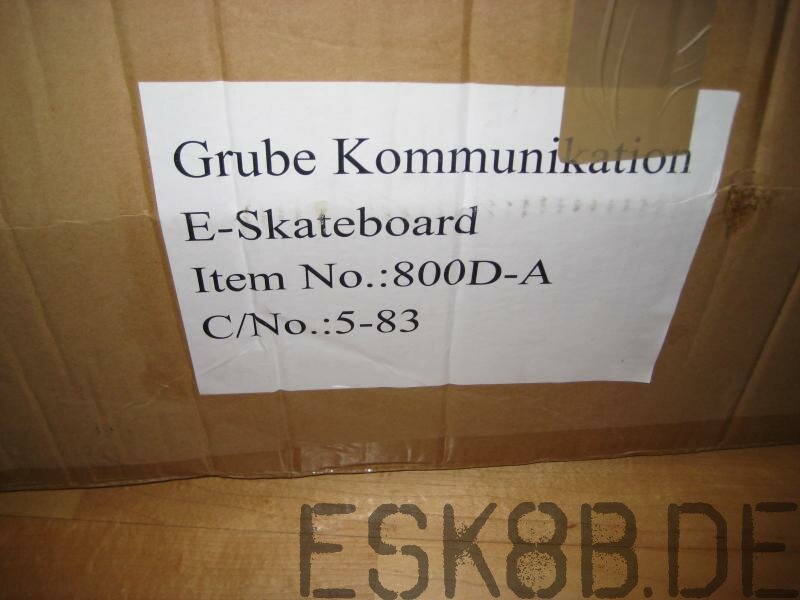 Grube Kommunikation
E-Skateboard
Item No.:800D-A
C/No.:5-83
ESK8B.DE